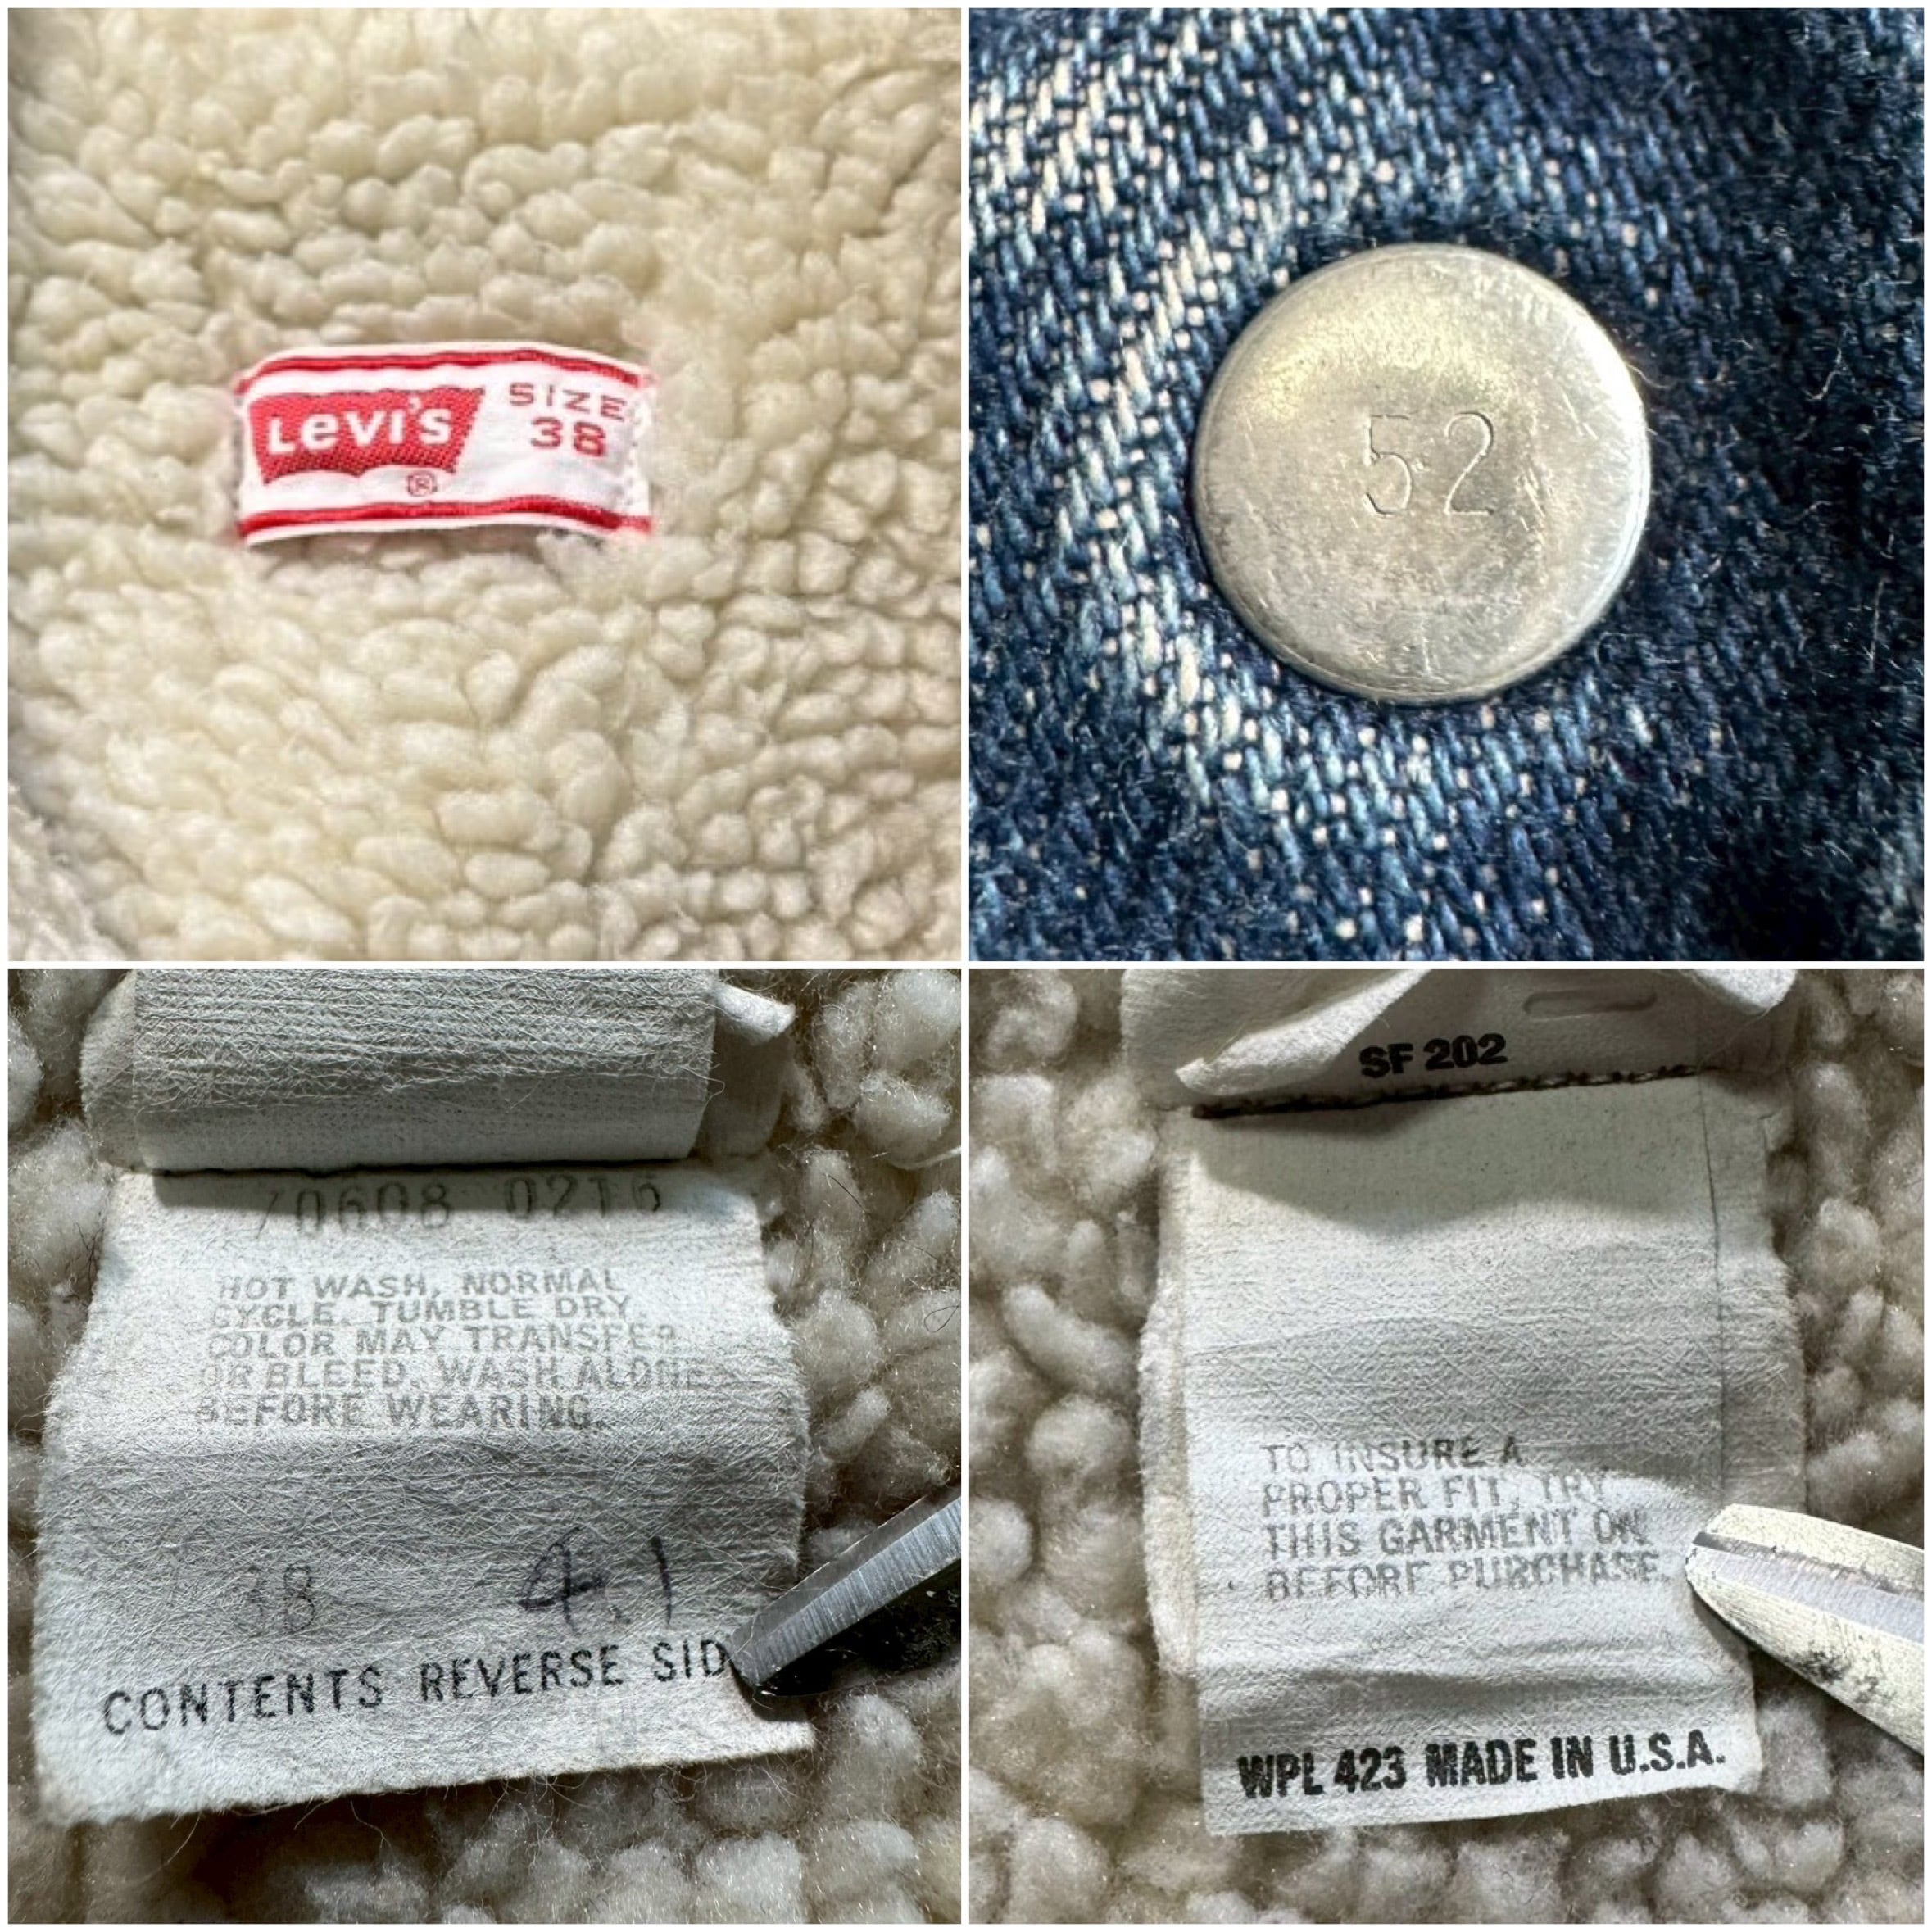 Levi's
®
SIZE
38
52
70608 0216
HOT WASH, NORMAL
CYCLE. TUMBLE DRY.
COLOR MAY TRANSFER
OR BLEED. WASH ALONE
BEFORE WEARING.
38 4.1
CONTENTS REVERSE SID
SF 202
TO INSURE A
PROPER FIT, TRY
THIS GARMENT ON
BEFORE PURCHASE.
WPL 423 MADE IN U.S.A.